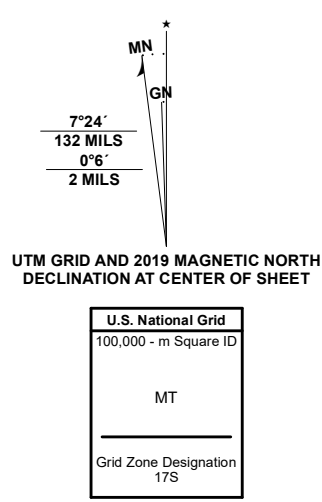 ★
MN
GN
7°24´
132 MILS
0°6´
2 MILS
UTM GRID AND 2019 MAGNETIC NORTH
DECLINATION AT CENTER OF SHEET
U.S. National Grid
100,000 - m Square ID
MT
Grid Zone Designation
17S